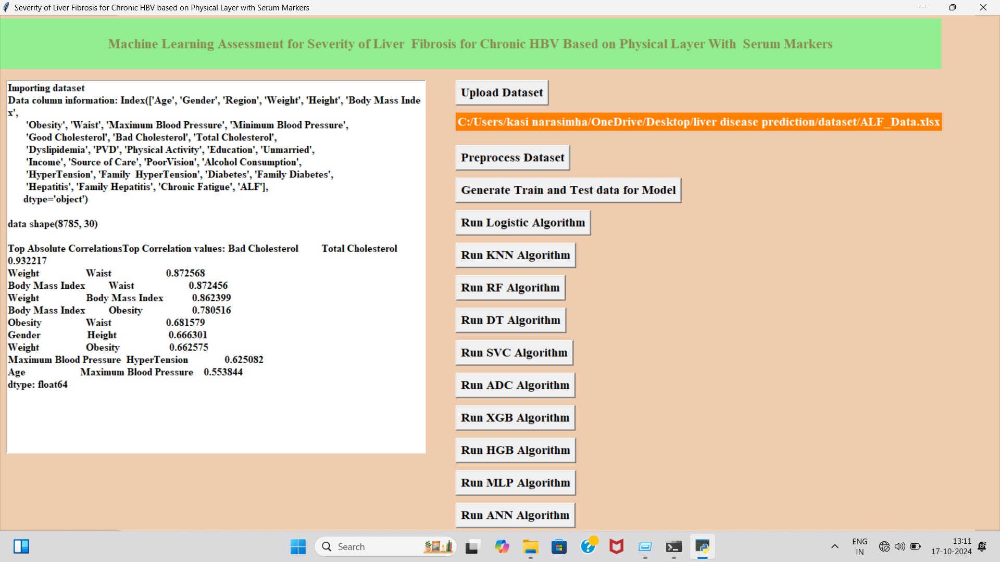 Severity of Liver Fibrosis for Chronic HBV based on Physical Layer with Serum Markers
Machine Learning Assessment for Severity of Liver  Fibrosis for Chronic HBV Based on Physical Layer With  Serum Markers
Importing dataset
Data column information: Index(['Age', 'Gender', 'Region', 'Weight', 'Height', 'Body Mass Inde
x',
'Obesity', 'Waist', 'Maximum Blood Pressure', 'Minimum Blood Pressure',
'Good Cholesterol', 'Bad Cholesterol', 'Total Cholesterol',
'Dyslipidemia', 'PVD', 'Physical Activity', 'Education', 'Unmarried',
'Income', 'Source of Care', 'PoorVision', 'Alcohol Consumption',
'HyperTension', 'Family  HyperTension', 'Diabetes', 'Family Diabetes',
'Hepatitis', 'Family Hepatitis', 'Chronic Fatigue', 'ALF'],
dtype='object')
data shape(8785, 30)
Top Absolute CorrelationsTop Correlation values: Bad Cholesterol Total Cholesterol
0.932217
Weight Waist 0.872568
Body Mass Index Waist 0.872456
Weight Body Mass Index 0.862399
Body Mass Index Obesity 0.780516
Obesity Waist 0.681579
Gender Height 0.666301
Weight Obesity 0.662575
Maximum Blood Pressure HyperTension 0.625082
Age Maximum Blood Pressure 0.553844
dtype: float64
Upload Dataset
C:/Users/kasi narasimha/OneDrive/Desktop/liver disease prediction/dataset/ALF_Data.xlsx
Preprocess Dataset
Generate Train and Test data for Model
Run Logistic Algorithm
Run KNN Algorithm
Run RF Algorithm
Run DT Algorithm
Run SVC Algorithm
Run ADC Algorithm
Run XGB Algorithm
Run HGB Algorithm
Run MLP Algorithm
Run ANN Algorithm
Search
ENG
IN
13:11
17-10-2024